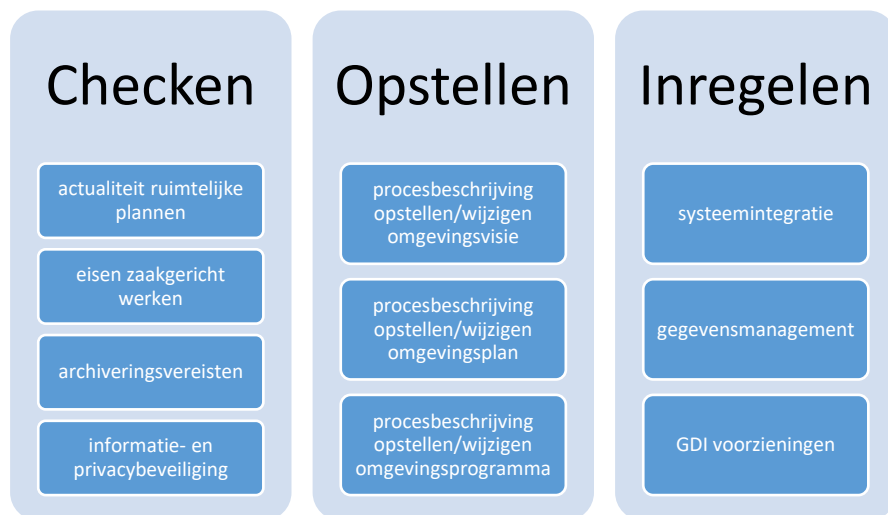 Checken
actualiteit ruimtelijke
plannen
eisen zaakgericht
werken
archiveringsvereisten
informatie- en
privacybeveiliging
Opstellen
procesbeschrijving
opstellen/wijzigen
omgevingsvisie
procesbeschrijving
opstellen/wijzigen
omgevingsplan
procesbeschrijving
opstellen/wijzigen
omgevingsprogramma
Inregelen
systeemintegratie
gegevensmanagement
GDI voorzieningen